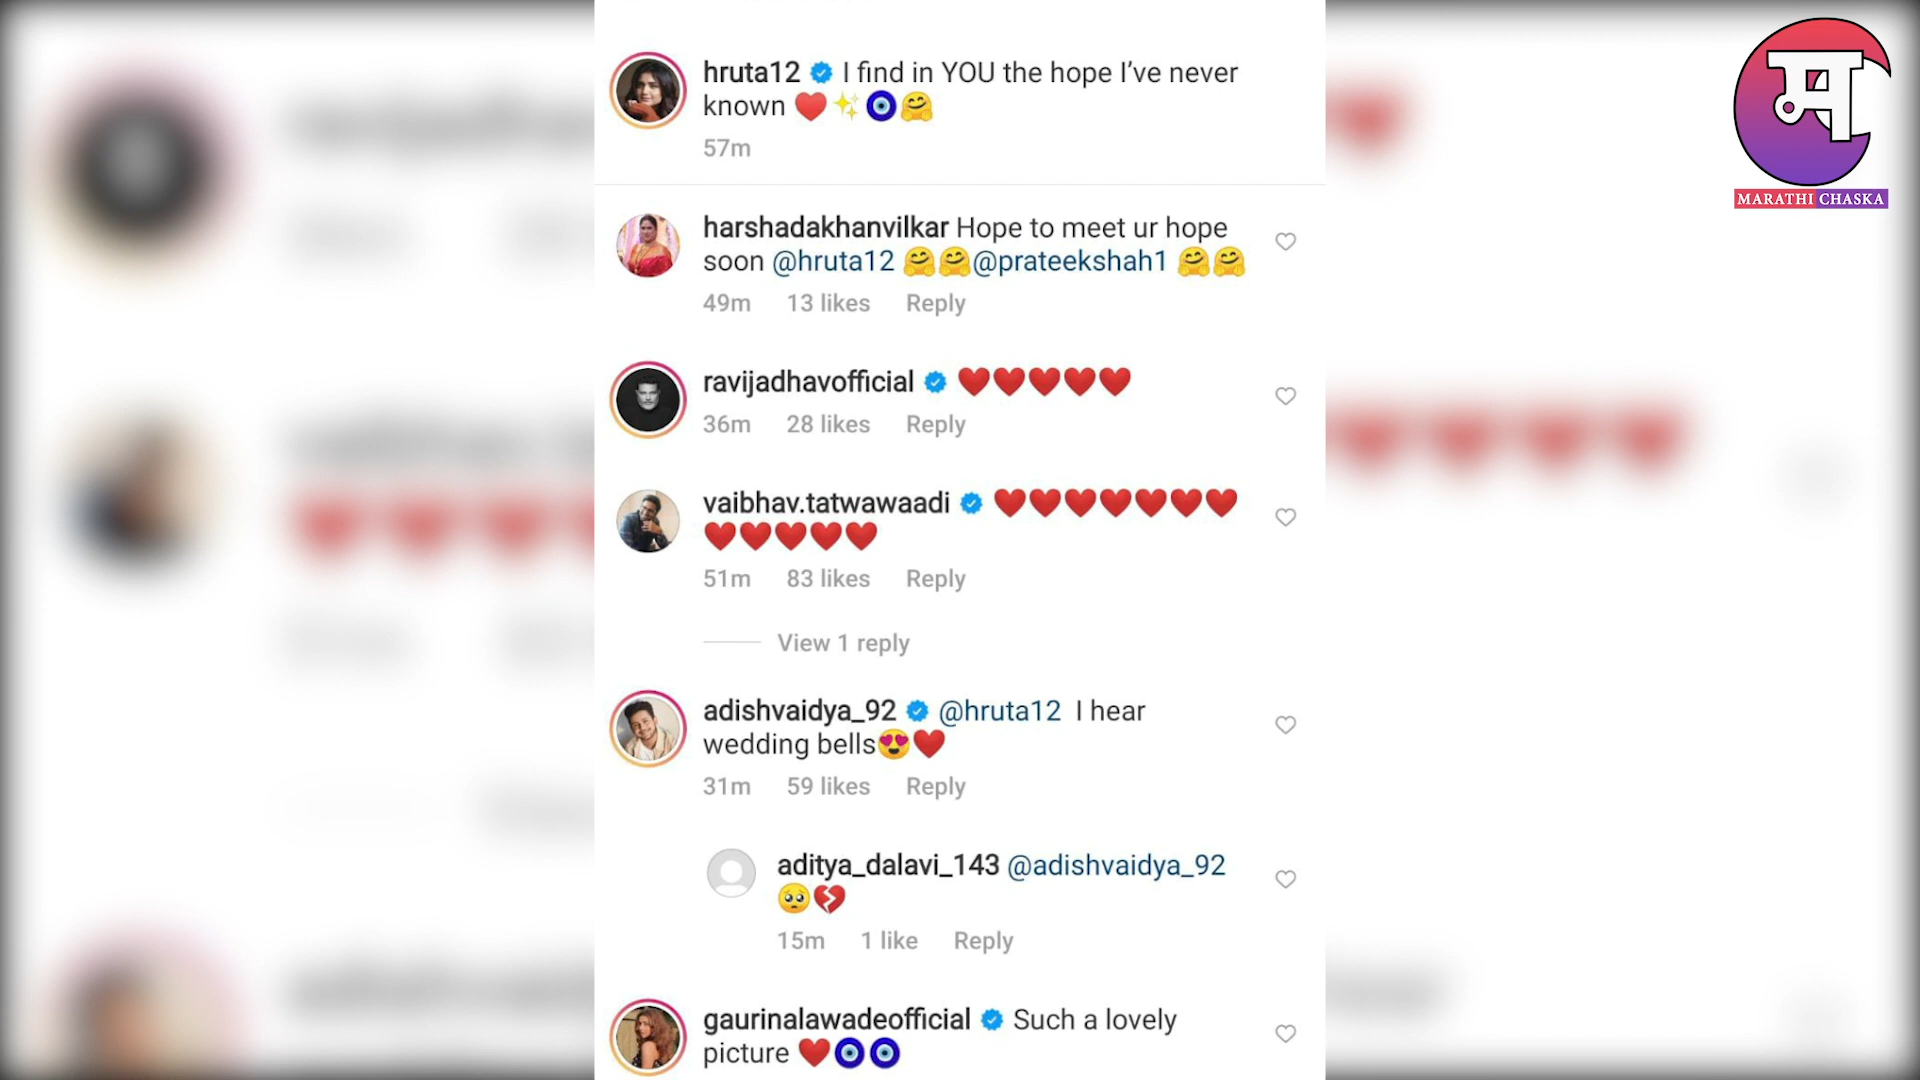 hruta12 I find in YOU the hope I've never
known ❤️✨🧿🤗
57m
harshadakhanvilkar Hope to meet ur hope
soon @hruta12 🤗🤗@prateekshah1 🤗🤗
49m 13 likes Reply
ravijadhavofficial ❤️❤️❤️❤️❤️
36m 28 likes Reply
vaibhav.tatwawaadi ❤️❤️❤️❤️❤️❤️❤️
❤️❤️❤️❤️❤️
51m 83 likes Reply
View 1 reply
adishvaidya_92 @hruta12 I hear
wedding bells😍❤️
31m 59 likes Reply
aditya_dalavi_143 @adishvaidya_92
🥺💔
15m 1 like Reply
gaurinalawadeofficial Such a lovely
picture ❤️🧿🧿
म
MARATHI CHASKA